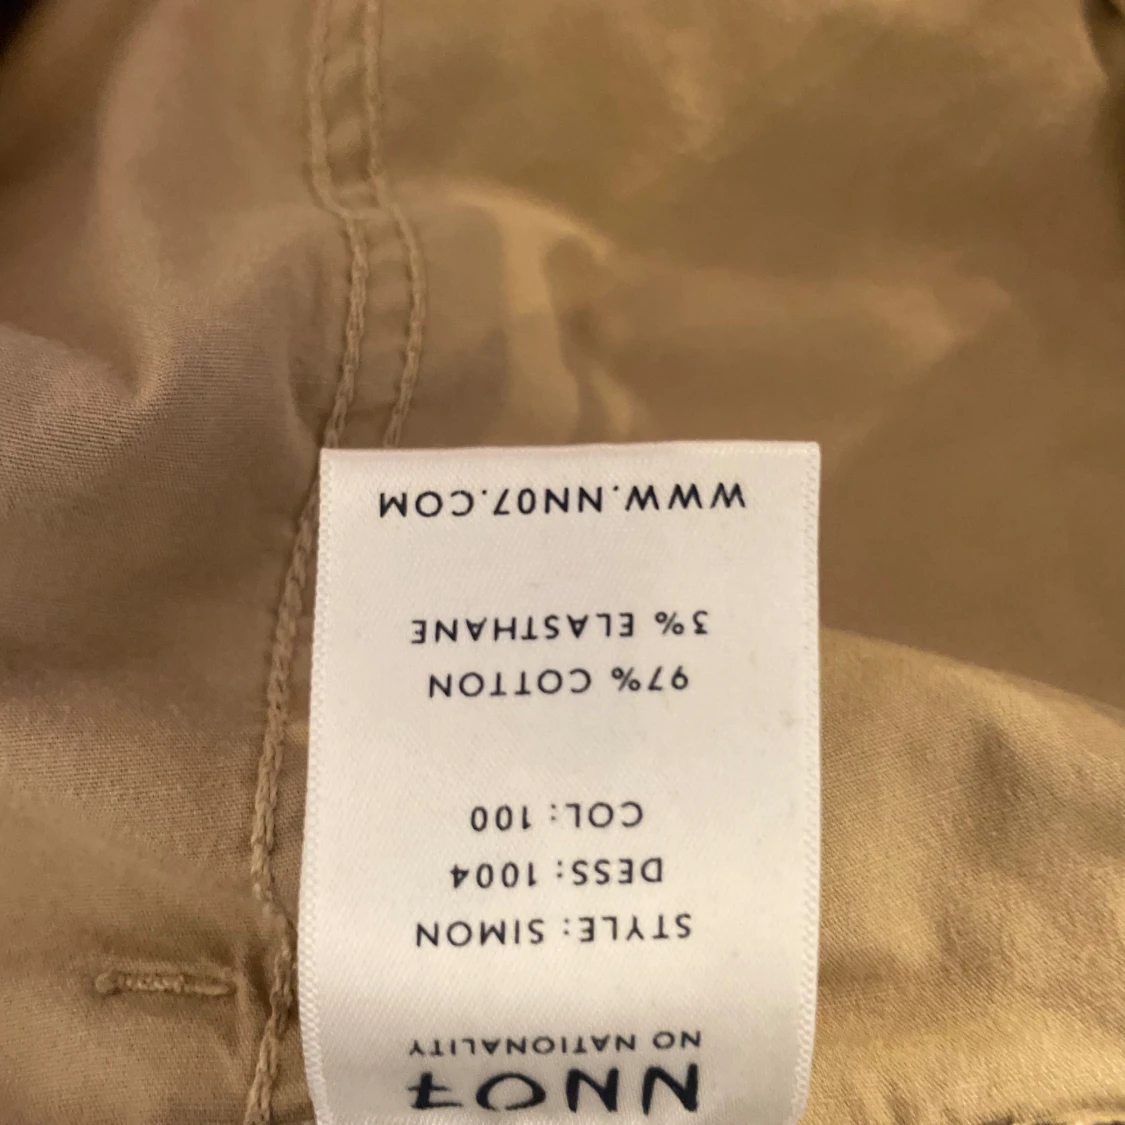 NN07
NO NATIONALITY
STYLE: SIMON
DESS: 1004
COL: 100
97% COTTON
3% ELASTHANE
WWW.NN07.COM